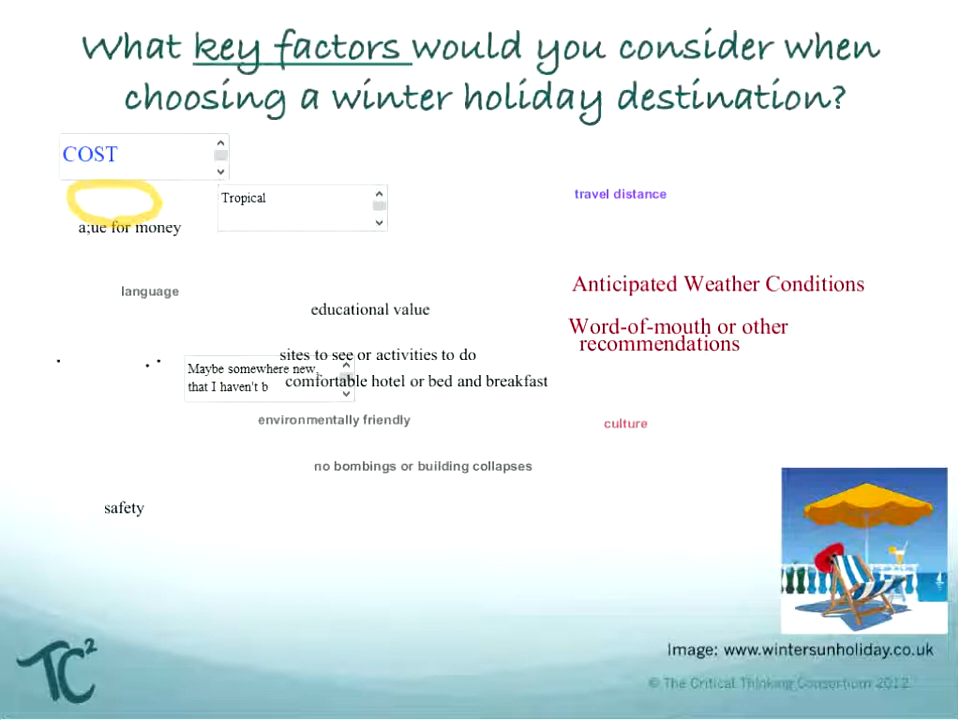 What key factors would you consider when
choosing a winter holiday destination?
COST
Tropical
travel distance
a;ue for money
language
Anticipated Weather Conditions
educational value
Word-of-mouth or other
recommendations
sites to see or activities to do
Maybe somewhere new,
that I haven't b
comfortable hotel or bed and breakfast
environmentally friendly
culture
no bombings or building collapses
safety
TC2
Image: www.wintersunholiday.co.uk
© The Critical Thinking Consortium 2012